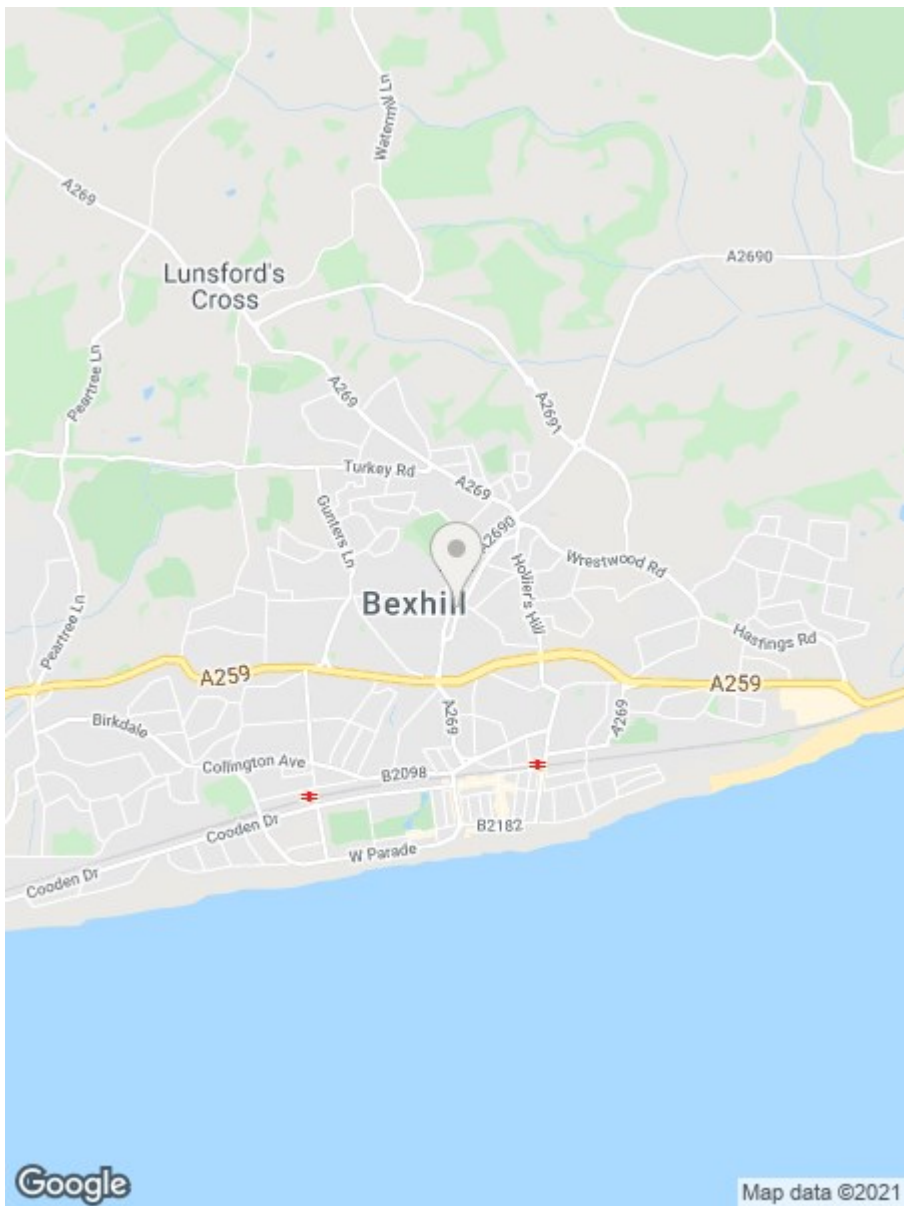 Watermill Ln
A269
A2690
Lunsford's
Cross
Peartree Ln
A269
A2691
Turkey Rd
A269
Gunters Ln
A2690
Hollier's Hill
Wrestwood Rd
Bexhill
Peartree Ln
Hastings Rd
A259
A259
Birkdale
A269
A269
Collington Ave
B2098
Cooden Dr
B2182
W Parade
Cooden Dr
Google
Map data ©2021